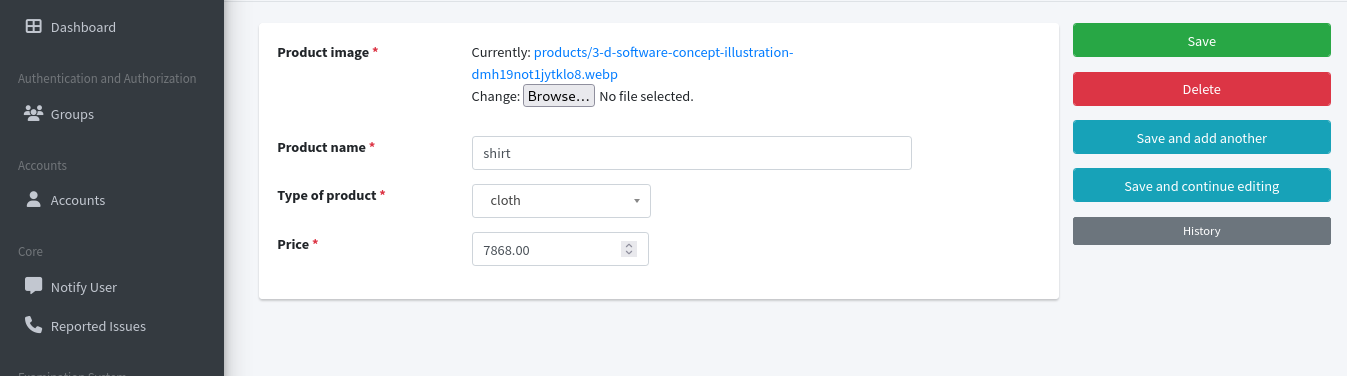 Dashboard
Authentication and Authorization
Groups
Accounts
Accounts
Core
Notify User
Reported Issues
Examination System
Product image *
Currently: products/3-d-software-concept-illustration-
dmh19not1jytklo8.webp
Change: Browse... No file selected.
Product name *
shirt
Type of product *
cloth
Price *
7868.00
Save
Delete
Save and add another
Save and continue editing
History